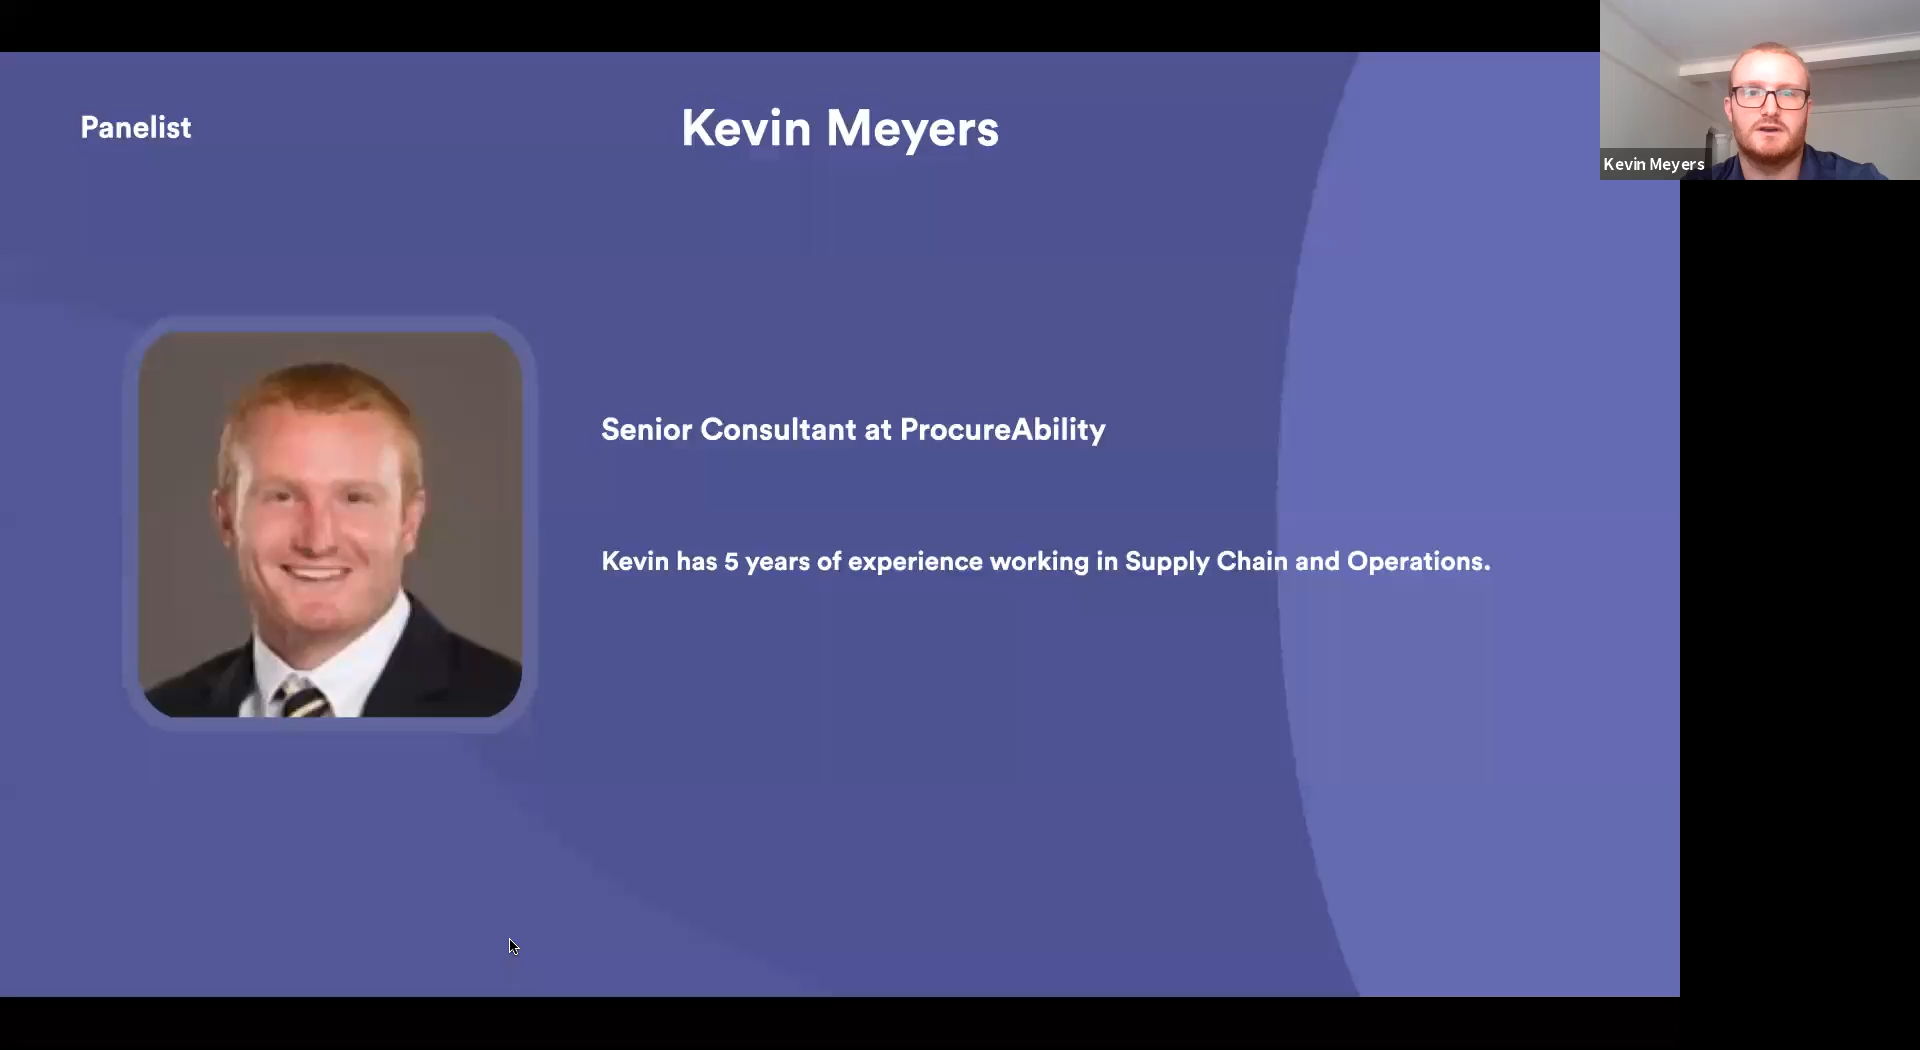 Panelist
Kevin Meyers
Kevin Meyers
Senior Consultant at ProcureAbility
Kevin has 5 years of experience working in Supply Chain and Operations.